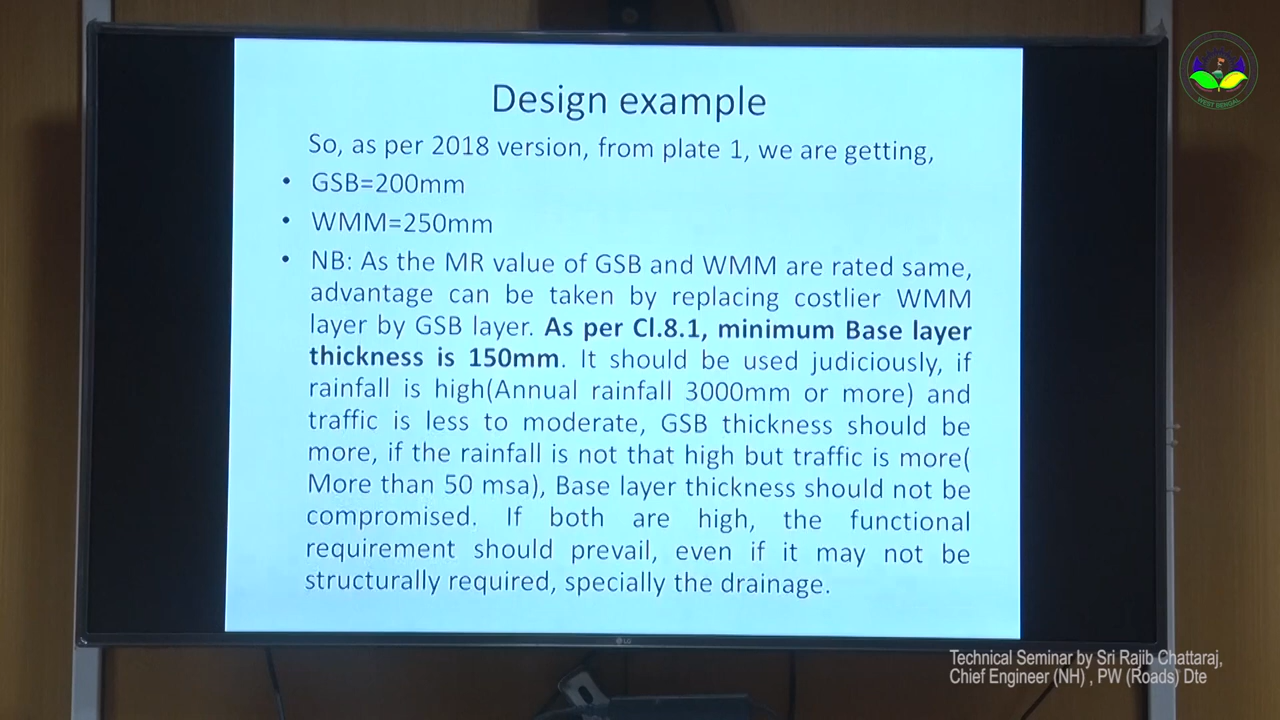 Design example
So, as per 2018 version, from plate 1, we are getting,
• GSB=200mm
• WMM=250mm
• NB: As the MR value of GSB and WMM are rated same,
advantage can be taken by replacing costlier WMM
layer by GSB layer. As per Cl.8.1, minimum Base layer
thickness is 150mm. It should be used judiciously, if
rainfall is high(Annual rainfall 3000mm or more) and
traffic is less to moderate, GSB thickness should be
more, if the rainfall is not that high but traffic is more(
More than 50 msa), Base layer thickness should not be
compromised. If both are high, the functional
requirement should prevail, even if it may not be
structurally required, specially the drainage.
LG
WEST BENGAL
Technical Seminar by Sri Rajib Chattaraj,
Chief Engineer (NH) , PW (Roads) Dte